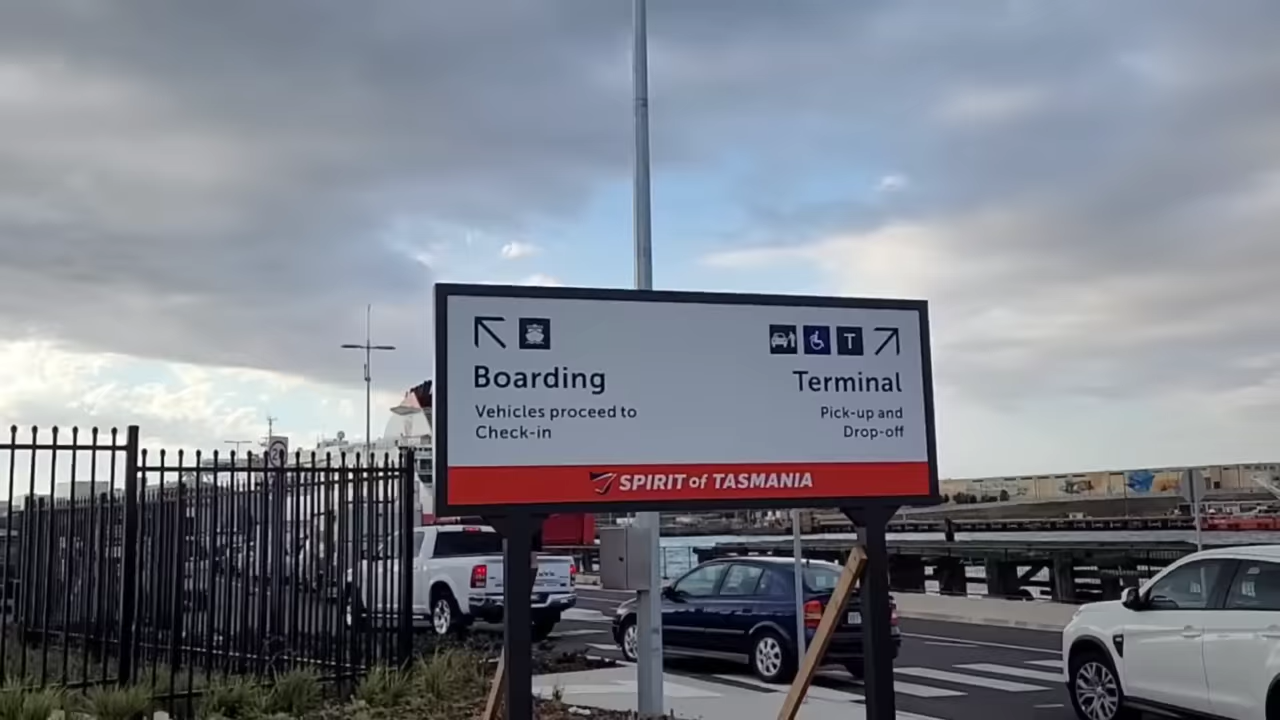 Boarding
Vehicles proceed to
Check-in
T
Terminal
Pick-up and
Drop-off
SPIRIT of TASMANIA